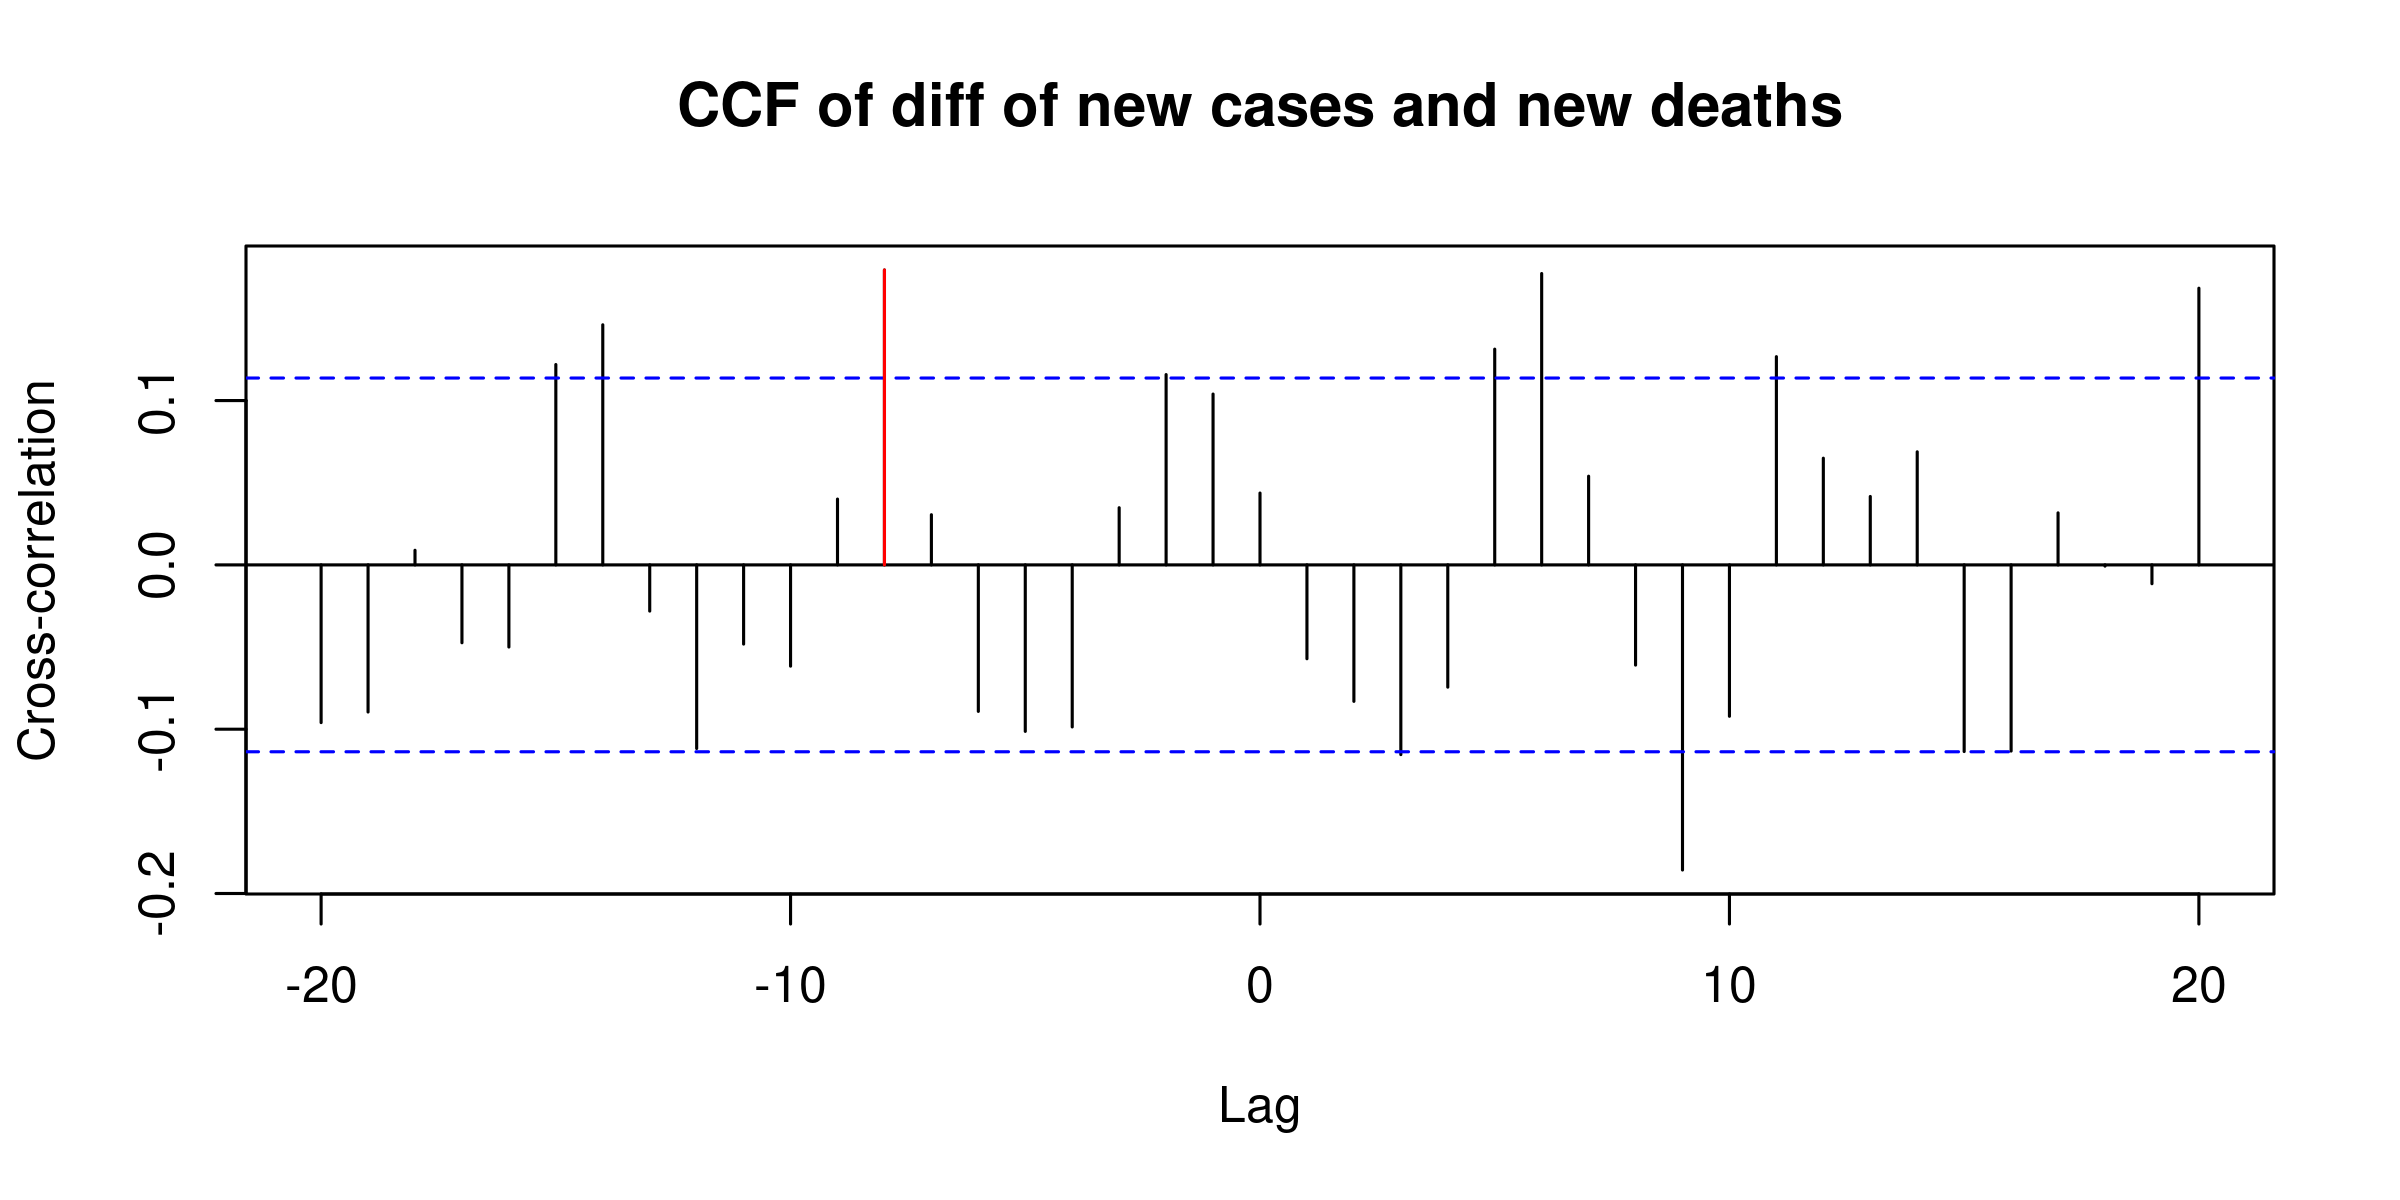 CCF of diff of new cases and new deaths
Cross-correlation
0.1
0.0
-0.1
-0.2
-20 -10 0 10 20
Lag